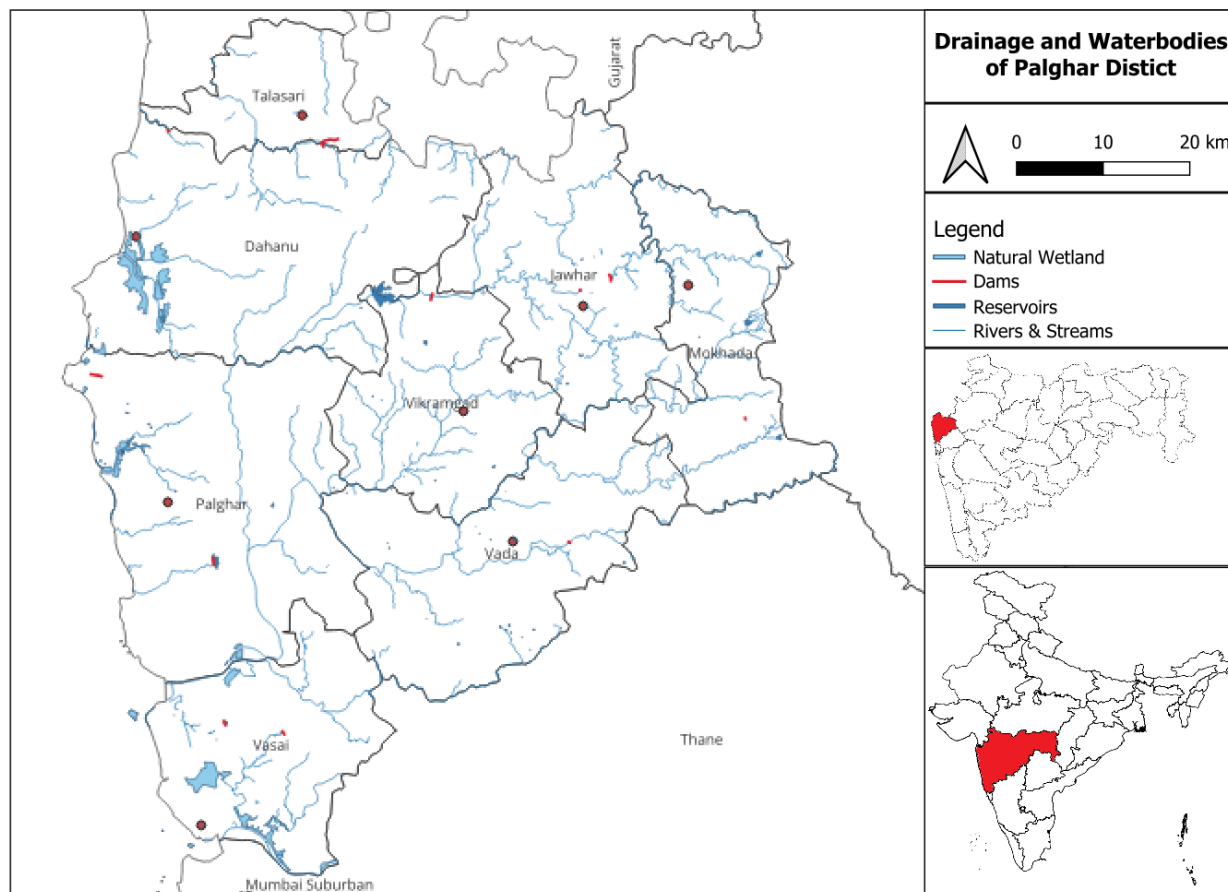 Drainage and Waterbodies
of Palghar Distict
0 10 20 km
Legend
Natural Wetland
Dams
Reservoirs
Rivers & Streams
Gujarat
Talasari
Dahanu
Jawhar
Mokhada
Vikramgad
Palghar
Vada
Vasai
Thane
Mumbai Suburban